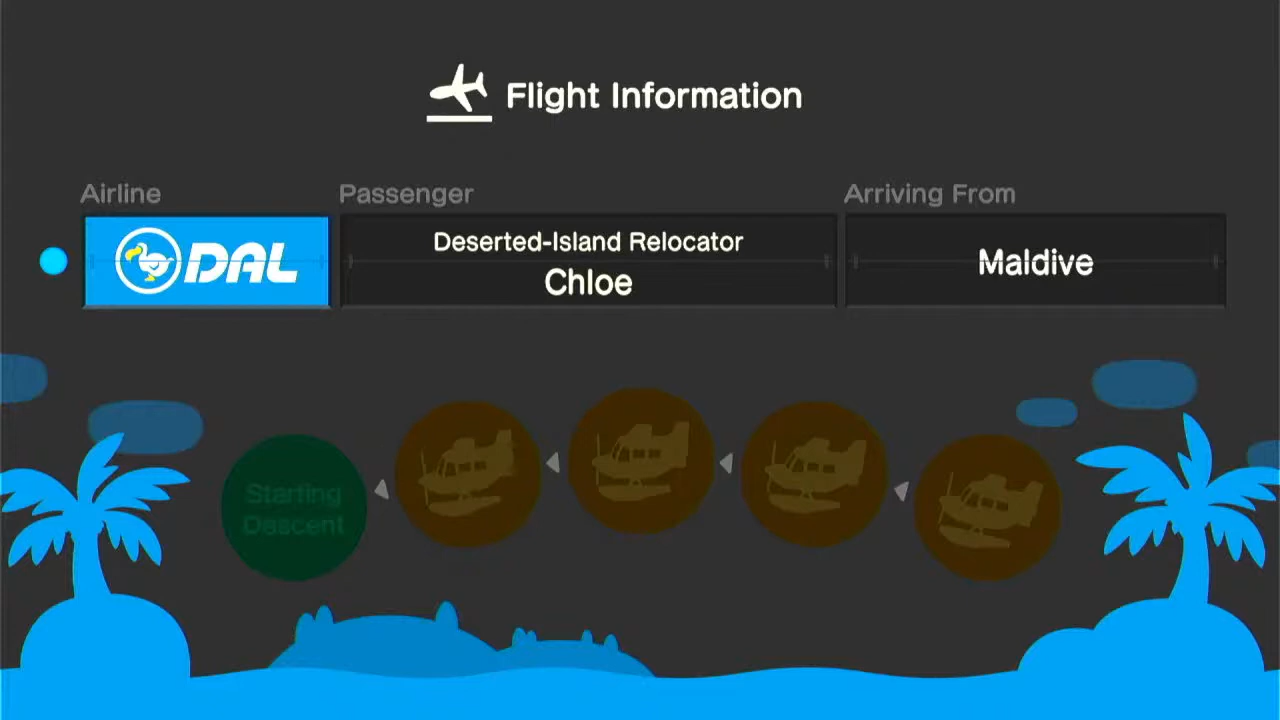 Flight Information
Airline
Passenger
Arriving From
DAL
Deserted-Island Relocator
Chloe
Maldive
Starting
Descent